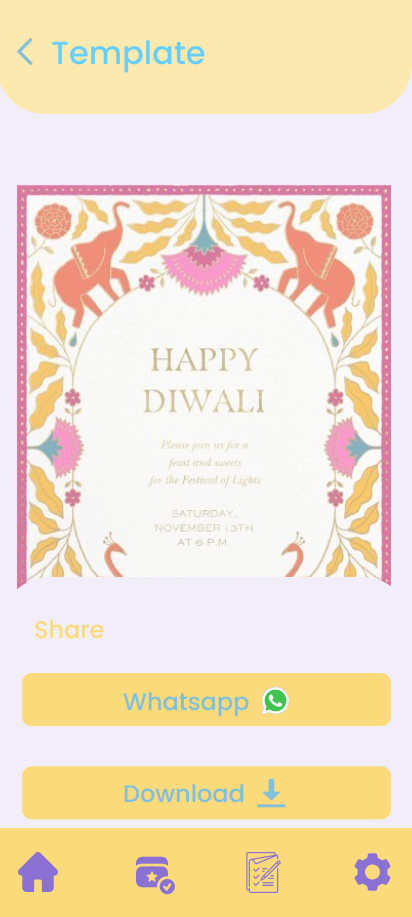 Template
HAPPY
DIWALI
Please join us for a
feast and sweets
for the Festival of Lights
SATURDAY,
NOVEMBER 13TH
AT 6 P.M.
Share
Whatsapp
Download